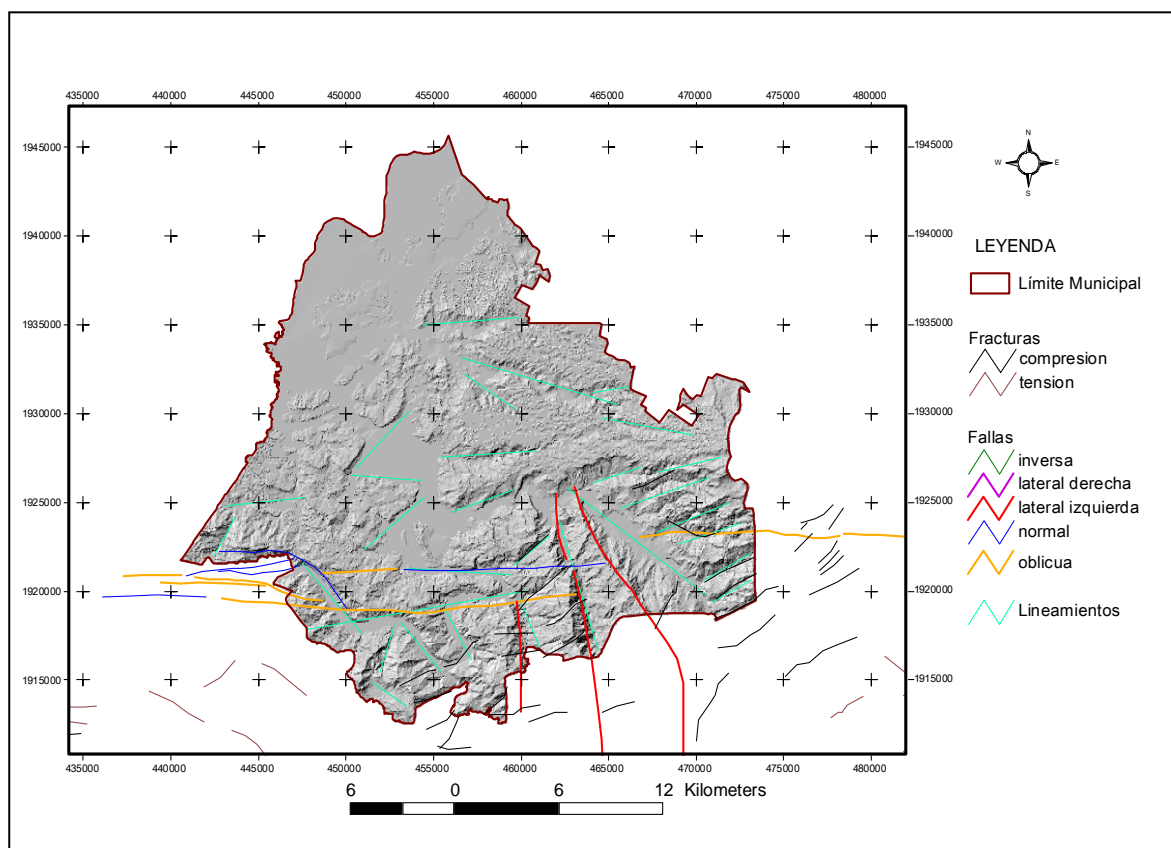 435000 440000 445000 450000 455000 460000 465000 470000 475000 480000
1945000 1945000
1940000 1940000
1935000 1935000
1930000 1930000
1925000 1925000
1920000 1920000
1915000 1915000
435000 440000 445000 450000 455000 460000 465000 470000 475000 480000
6 0 6 12 Kilometers
N
W E
S
LEYENDA
Límite Municipal
Fracturas
compresion
tension
Fallas
inversa
lateral derecha
lateral izquierda
normal
oblicua
Lineamientos